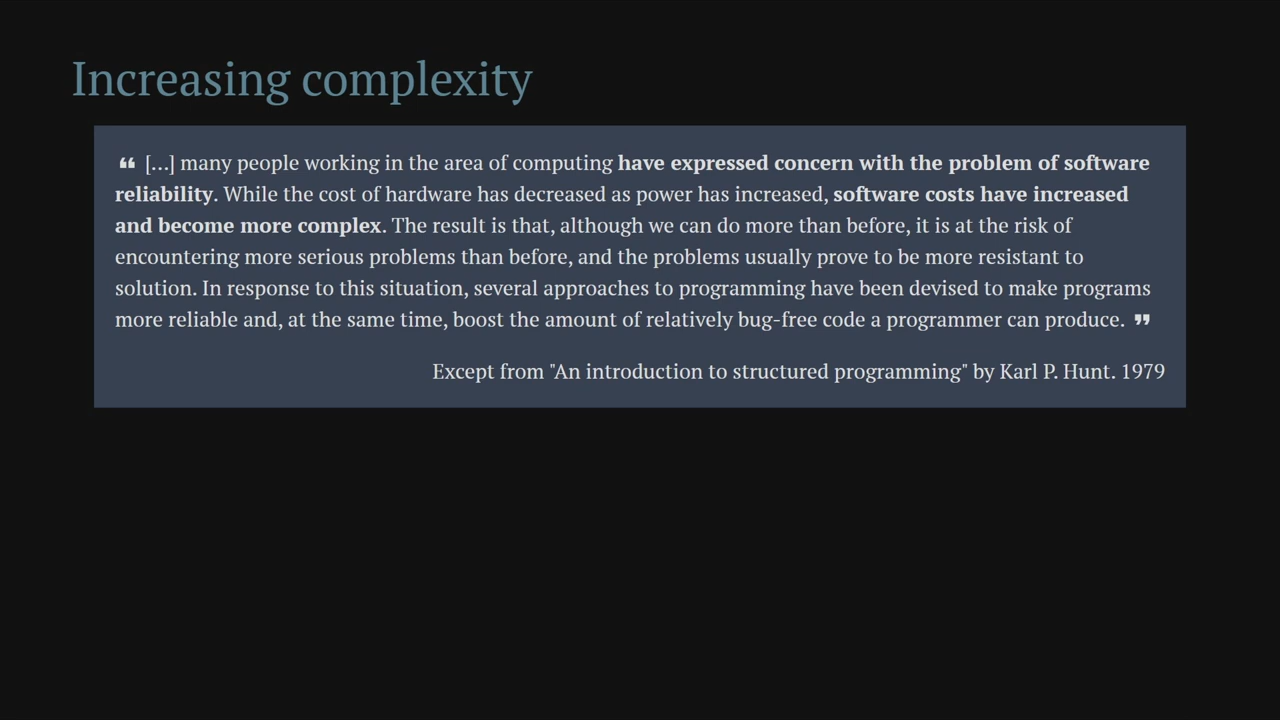 Increasing complexity
❝ [...] many people working in the area of computing have expressed concern with the problem of software
reliability. While the cost of hardware has decreased as power has increased, software costs have increased
and become more complex. The result is that, although we can do more than before, it is at the risk of
encountering more serious problems than before, and the problems usually prove to be more resistant to
solution. In response to this situation, several approaches to programming have been devised to make programs
more reliable and, at the same time, boost the amount of relatively bug-free code a programmer can produce. ❞
Except from "An introduction to structured programming" by Karl P. Hunt. 1979